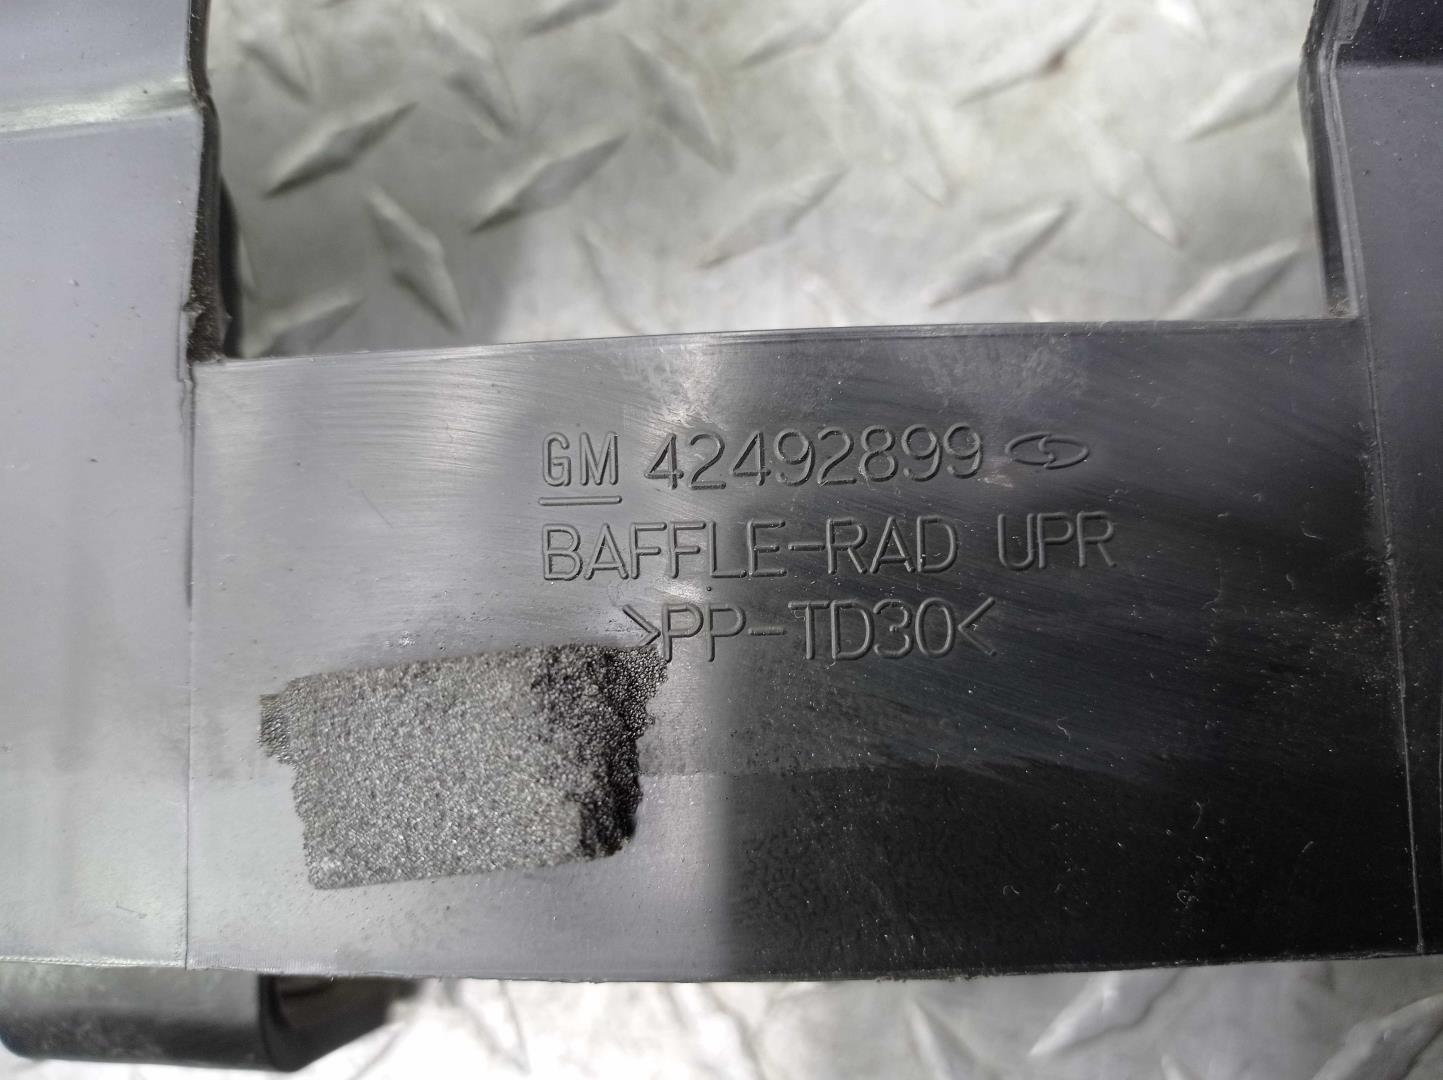 GM 42492899
BAFFLE-RAD UPR
>PP-TD30<